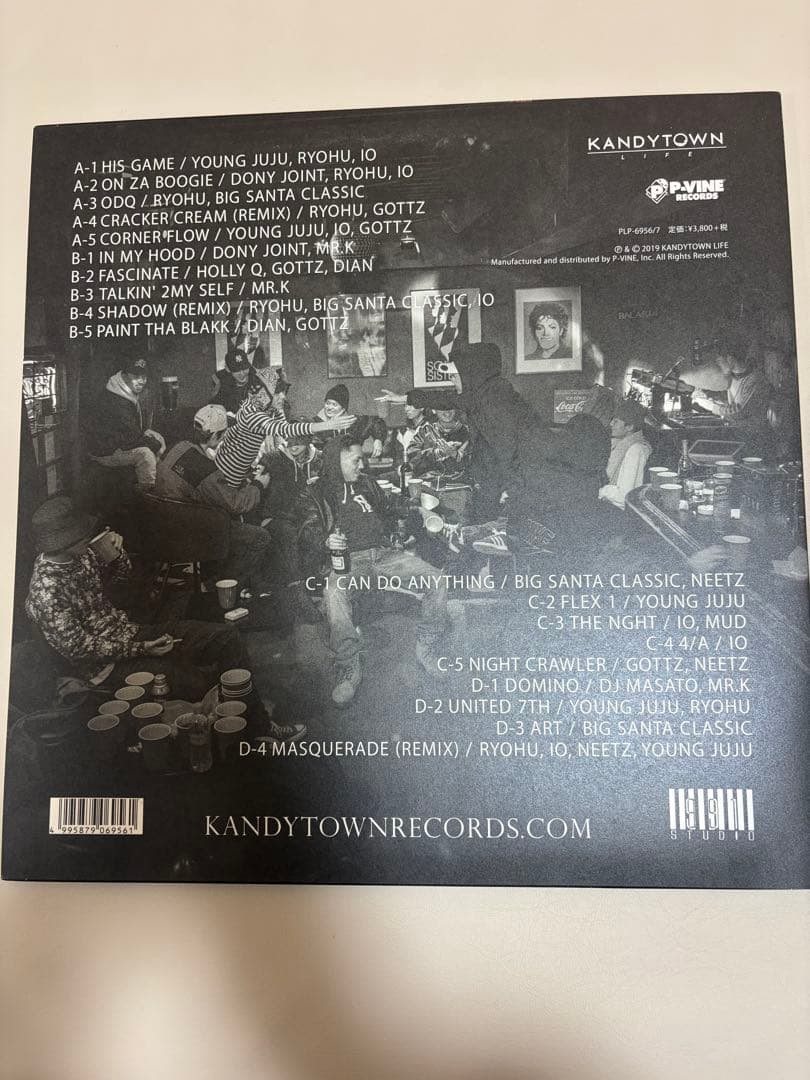 A-1 HIS GAME / YOUNG JUJU, RYOHU, IO
A-2 ON ZA BOOGIE / DONY JOINT, RYOHU, IO
A-3 ODQ / RYOHU, BIG SANTA CLASSIC
A-4 CRACKER CREAM (REMIX) / RYOHU, GOTTZ
A-5 CORNER FLOW / YOUNG JUJU, IO, GOTTZ
B-1 IN MY HOOD / DONY JOINT, MR.K
B-2 FASCINATE / HOLLY Q, GOTTZ, DIAN
B-3 TALKIN' 2MY SELF / MR.K
B-4 SHADOW (REMIX) / RYOHU, BIG SANTA CLASSIC, IO
B-5 PAINT THA BLAKK / DIAN, GOTTZ
KANDYTOWN
LIFE
P-VINE
RECORDS
PLP-6956/7 定価:¥3,800+税
Ⓟ & © 2019 KANDYTOWN LIFE
Manufactured and distributed by P-VINE, Inc. All Rights Reserved.
Coca-Cola
C-1 CAN DO ANYTHING / BIG SANTA CLASSIC, NEETZ
C-2 FLEX 1 / YOUNG JUJU
C-3 THE NGHT / IO, MUD
C-4 4/A / IO
C-5 NIGHT CRAWLER / GOTTZ, NEETZ
D-1 DOMINO / DJ MASATO, MR.K
D-2 UNITED 7TH / YOUNG JUJU, RYOHU
D-3 ART / BIG SANTA CLASSIC
D-4 MASQUERADE (REMIX) / RYOHU, IO, NEETZ, YOUNG JUJU
4 995879 069561
KANDYTOWNRECORDS.COM
991
STUDIO